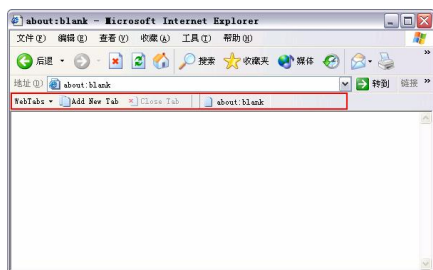 about:blank - Microsoft Internet Explorer
文件(F) 编辑(E) 查看(V) 收藏(A) 工具(T) 帮助(H)
后退 搜索 收藏夹 媒体 »
地址(D) about:blank 转到 链接 »
WebTabs Add New Tab Close Tab about:blank